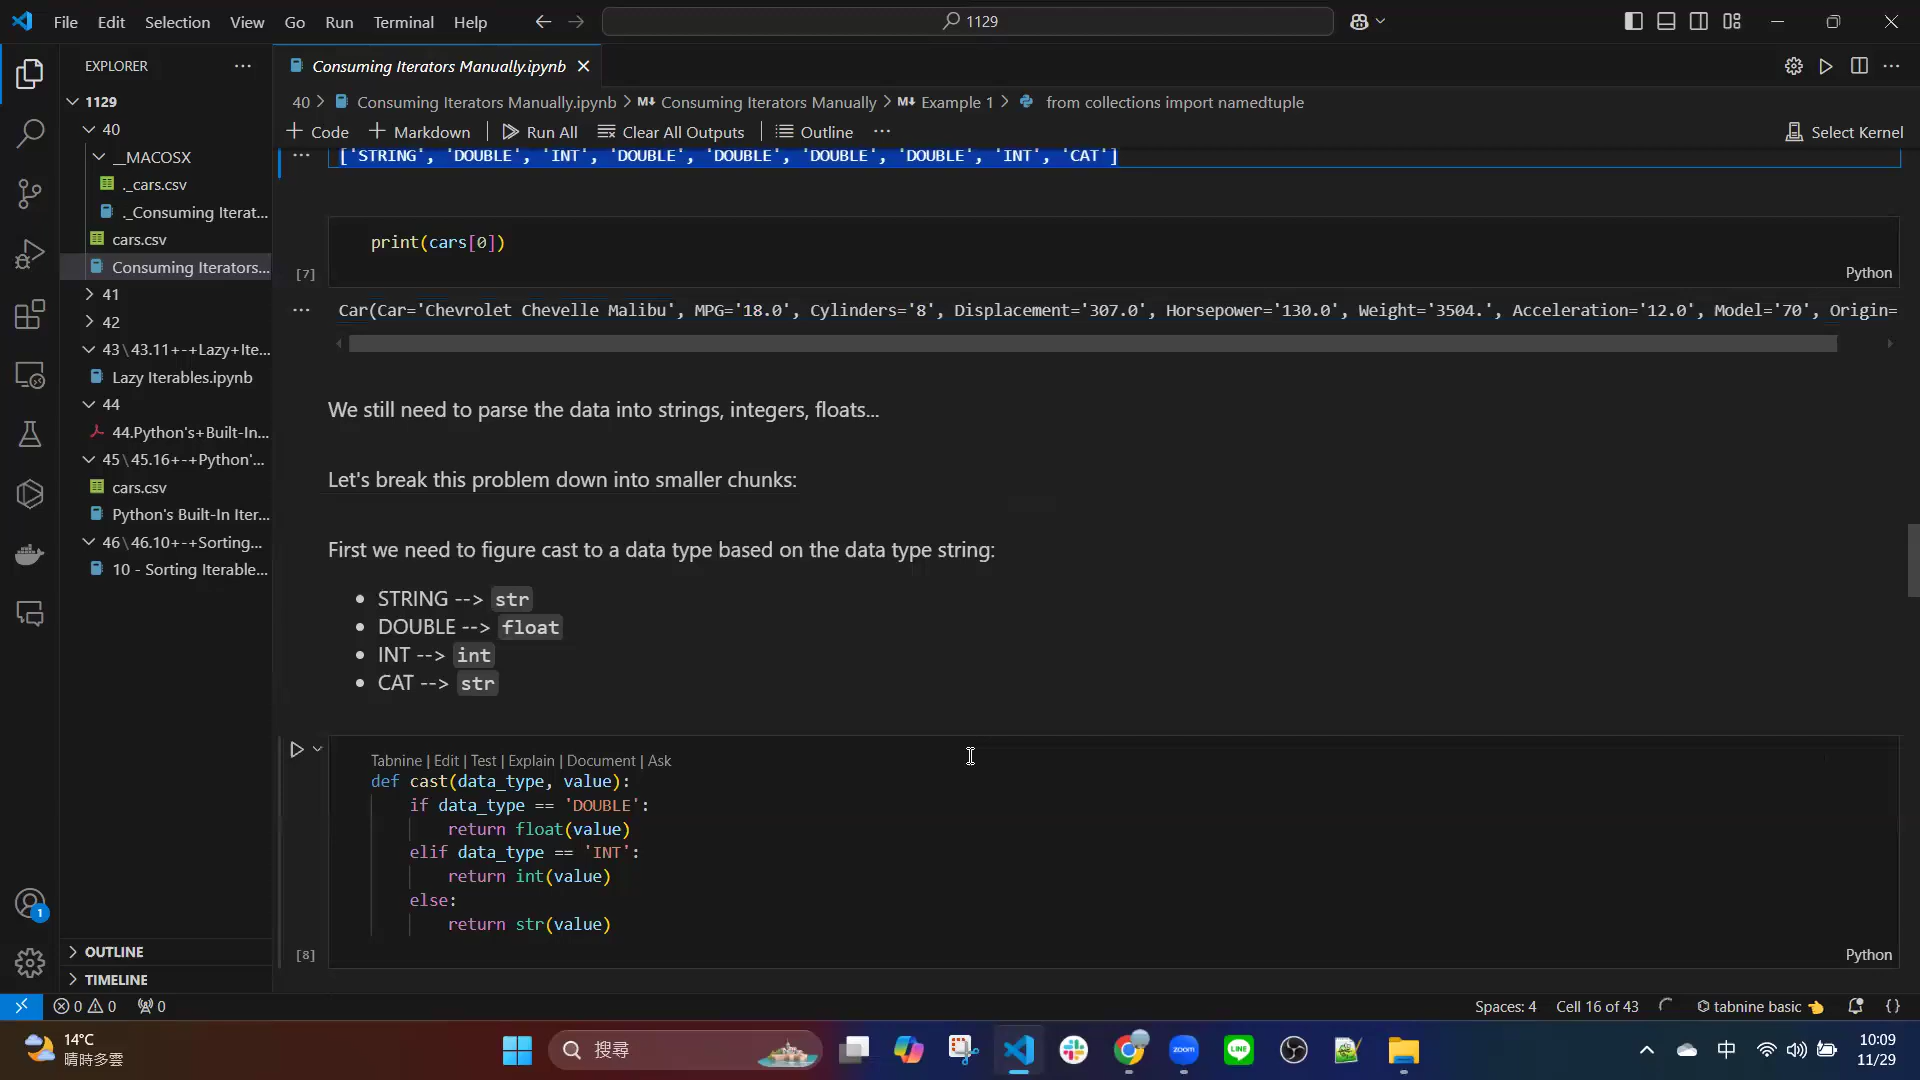 File Edit Selection View Go Run Terminal Help
1129
EXPLORER
Consuming Iterators Manually.ipynb
1129
40 > Consuming Iterators Manually.ipynb > M↓ Consuming Iterators Manually > M↓ Example 1 > from collections import namedtuple
Code Markdown Run All Clear All Outputs Outline ...
Select Kernel
40
__MACOSX
._cars.csv
._Consuming Iterat...
cars.csv
Consuming Iterators...
41
42
43\43.11+-+Lazy+Ite...
Lazy Iterables.ipynb
44
44.Python's+Built-In...
45\45.16+-+Python'...
cars.csv
Python's Built-In Iter...
46\46.10+-+Sorting...
10 - Sorting Iterable...
OUTLINE
TIMELINE
['STRING', 'DOUBLE', 'INT', 'DOUBLE', 'DOUBLE', 'DOUBLE', 'DOUBLE', 'INT', 'CAT']
print(cars[0])
[7]
Python
Car(Car='Chevrolet Chevelle Malibu', MPG='18.0', Cylinders='8', Displacement='307.0', Horsepower='130.0', Weight='3504.', Acceleration='12.0', Model='70', Origin=
We still need to parse the data into strings, integers, floats...
Let's break this problem down into smaller chunks:
First we need to figure cast to a data type based on the data type string:
• STRING --> str
• DOUBLE --> float
• INT --> int
• CAT --> str
Tabnine | Edit | Test | Explain | Document | Ask
def cast(data_type, value):
if data_type == 'DOUBLE':
return float(value)
elif data_type == 'INT':
return int(value)
else:
return str(value)
[8]
Python
1
0 0 0
Spaces: 4 Cell 16 of 43 tabnine basic 👈 {}
14°C
晴時多雲
搜尋
zoom
LINE
中
10:09
11/29